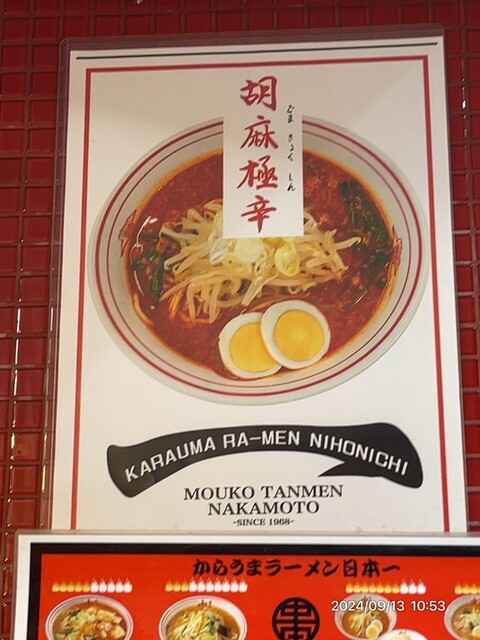 胡麻極辛
ごまきょくしん
KARAUMA RA-MEN NIHONICHI
MOUKO TANMEN
NAKAMOTO
-SINCE 1968-
からうまラーメン日本一
2024/09/13 10:53